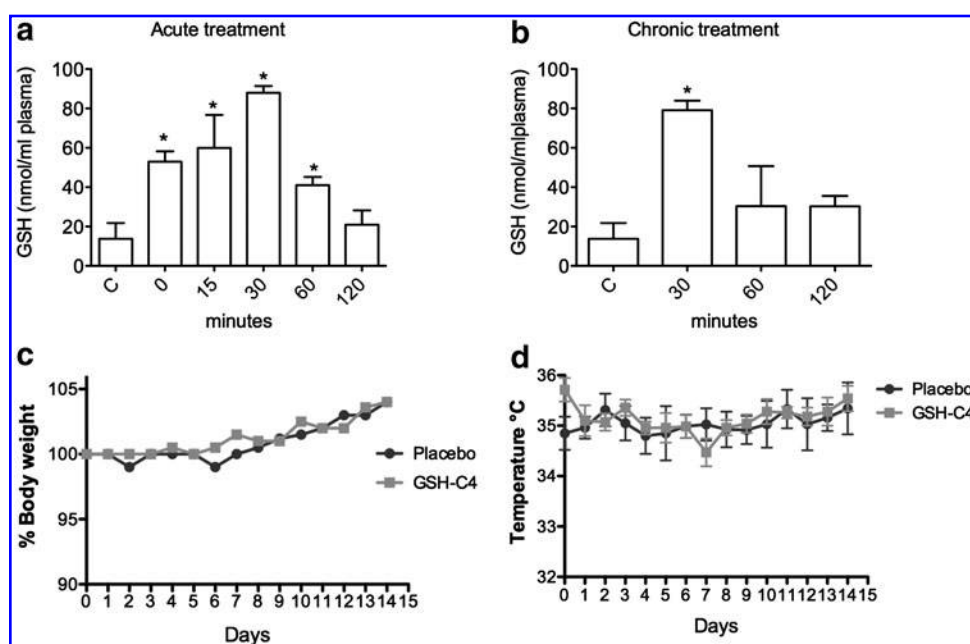 a
Acute treatment
GSH (nmol/ml plasma)
100
80
60
40
20
0
C
0
15
30
60
120
*
*
*
*
minutes
b
Chronic treatment
GSH (nmol/mlplasma)
100
80
60
40
20
0
C
30
60
120
*
minutes
c
% Body weight
105
100
95
90
0 1 2 3 4 5 6 7 8 9 10 11 12 13 14 15
Days
Placebo
GSH-C4
d
Temperature °C
36
35
34
33
32
0 1 2 3 4 5 6 7 8 9 10 11 12 13 14 15
Days
Placebo
GSH-C4